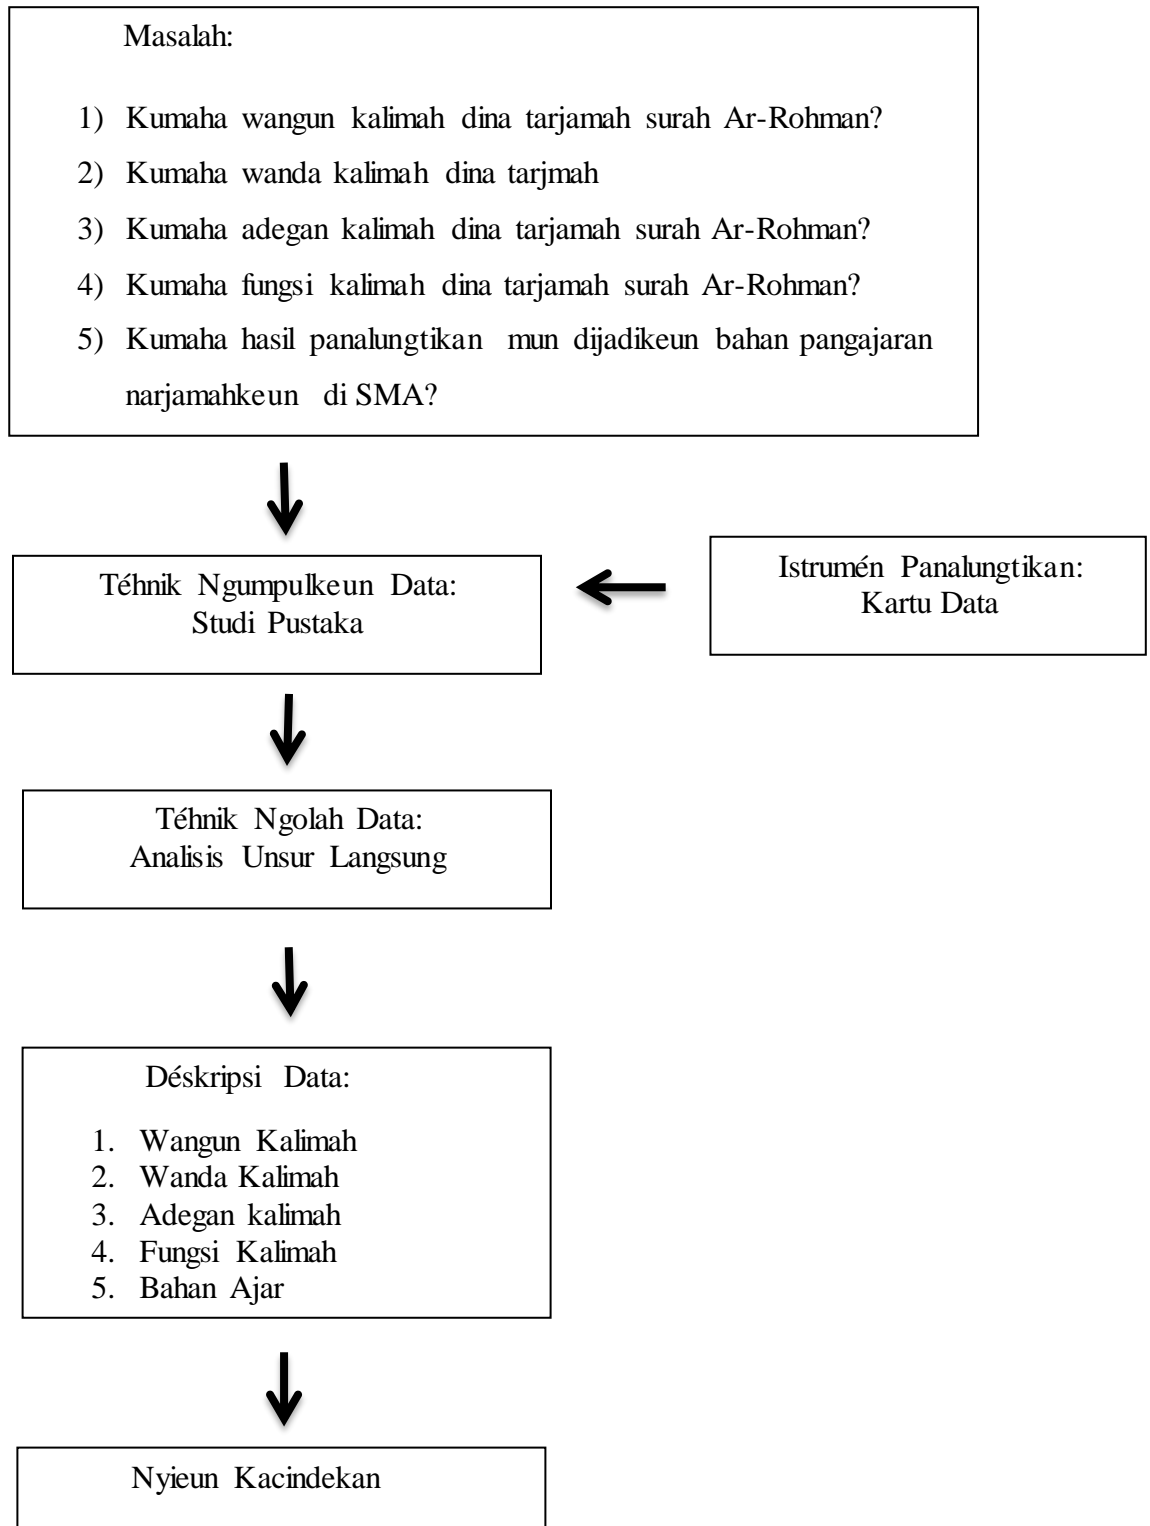 Masalah:
1) Kumaha wangun kalimah dina tarjamah surah Ar-Rohman?
2) Kumaha wanda kalimah dina tarjmah
3) Kumaha adegan kalimah dina tarjamah surah Ar-Rohman?
4) Kumaha fungsi kalimah dina tarjamah surah Ar-Rohman?
5) Kumaha hasil panalungtikan mun dijadikeun bahan pangajaran
narjamahkeun di SMA?
Téhnik Ngumpulkeun Data:
Studi Pustaka
Istrumén Panalungtikan:
Kartu Data
Téhnik Ngolah Data:
Analisis Unsur Langsung
Déskripsi Data:
1. Wangun Kalimah
2. Wanda Kalimah
3. Adegan kalimah
4. Fungsi Kalimah
5. Bahan Ajar
Nyieun Kacindekan